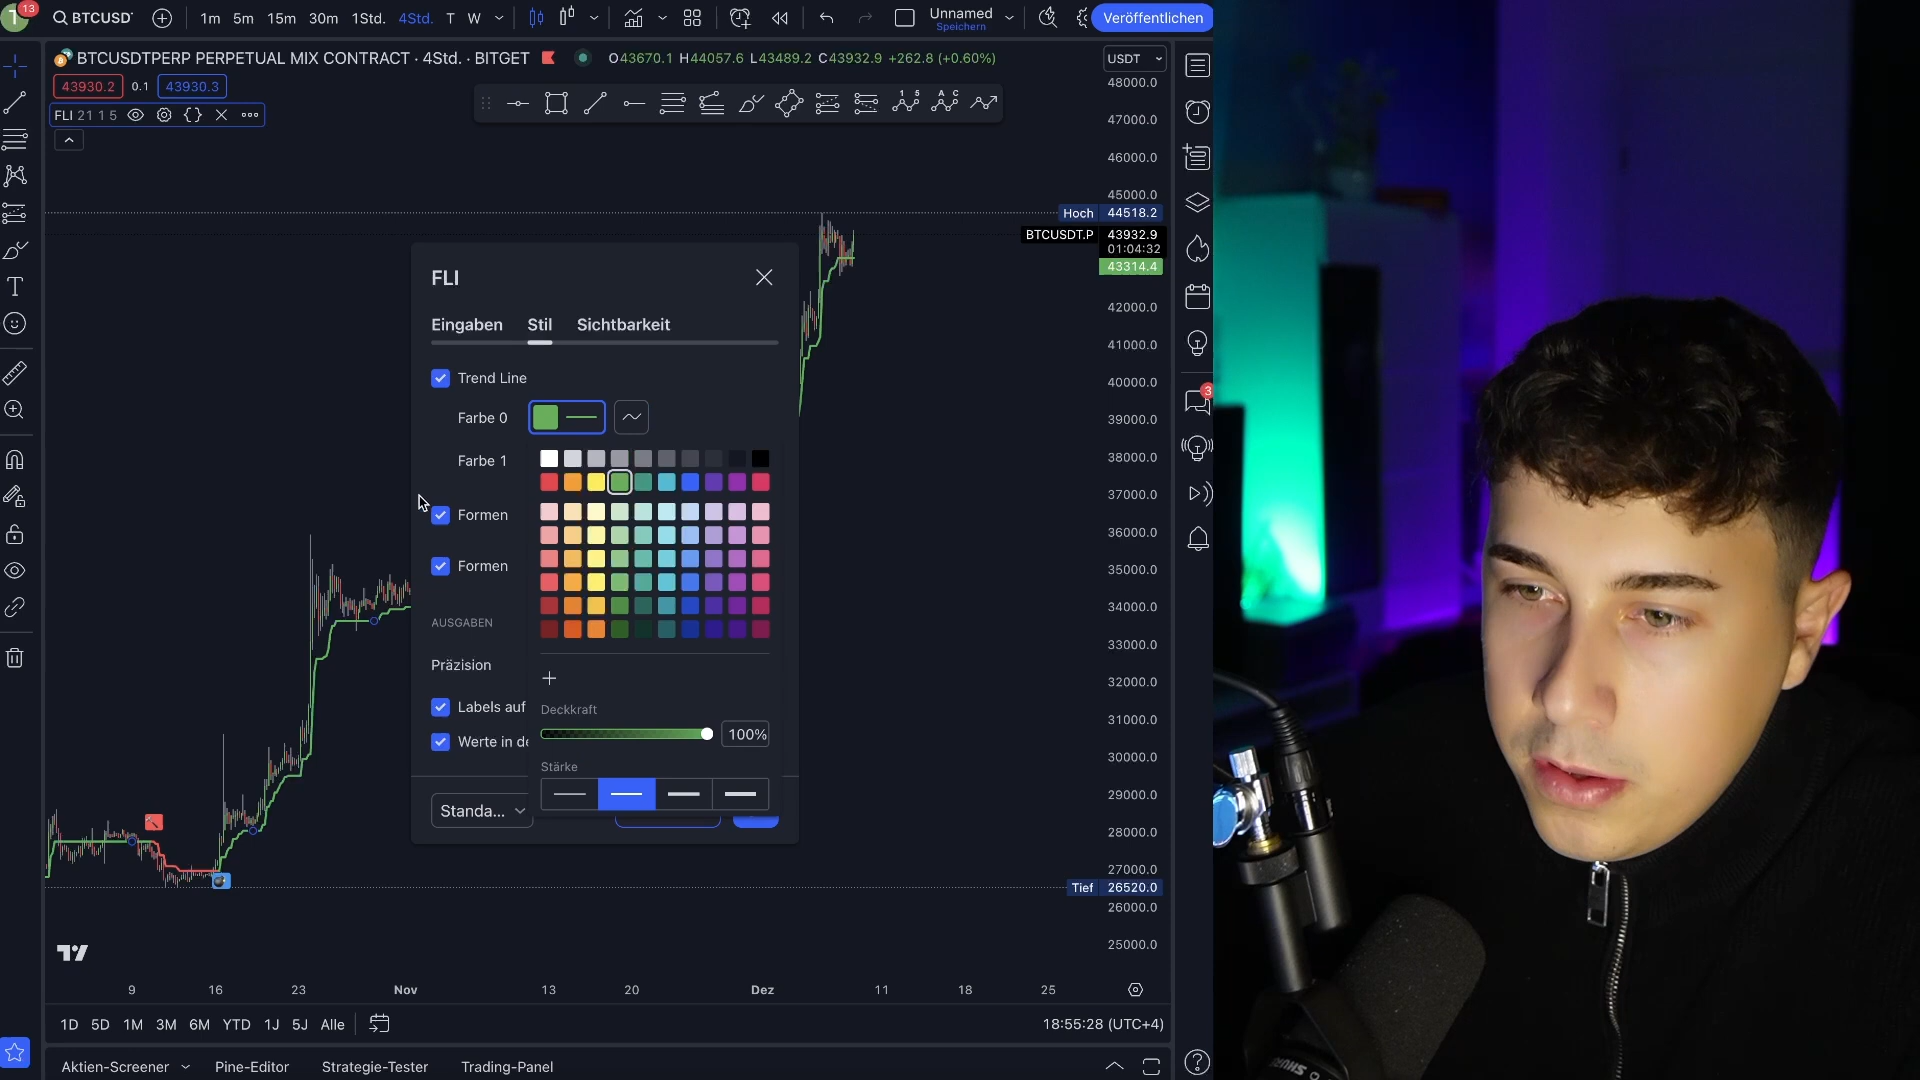 13
BTCUSD
1m 5m 15m 30m 1Std. 4Std. T W
Unnamed
Speichern
Veröffentlichen
BTCUSDTPERP PERPETUAL MIX CONTRACT · 4Std. · BITGET
O43670.1 H44057.6 L43489.2 C43932.9 +262.8 (+0.60%)
USDT
43930.2 0.1 43930.3
FLI 21 1 5
1 5
A C
48000.0
47000.0
46000.0
45000.0
Hoch 44518.2
BTCUSDT.P 43932.9
01:04:32
43314.4
42000.0
41000.0
40000.0
39000.0
38000.0
37000.0
36000.0
35000.0
34000.0
33000.0
32000.0
31000.0
30000.0
29000.0
28000.0
27000.0
Tief 26520.0
26000.0
25000.0
3
FLI
Eingaben Stil Sichtbarkeit
Trend Line
Farbe 0
Farbe 1
Formen
Formen
AUSGABEN
Präzision
Labels auf
Werte in de
Deckkraft
100%
Stärke
Standa...
9 16 23 Nov 13 20 Dez 11 18 25
1D 5D 1M 3M 6M YTD 1J 5J Alle
18:55:28 (UTC+4)
Aktien-Screener Pine-Editor Strategie-Tester Trading-Panel
SHURE